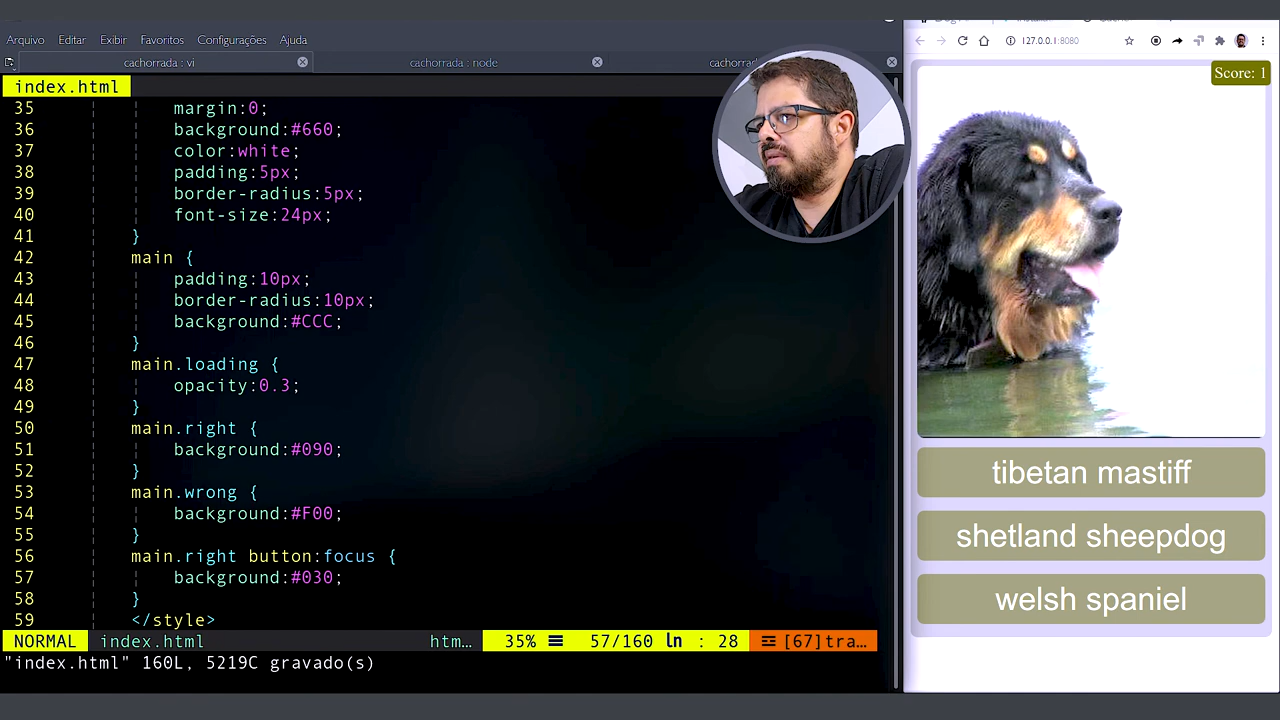 Arquivo Editar Exibir Favoritos Ajuda
cachorrada : vi
cachorrada : node
index.html
35 margin:0;
36 background:#660;
37 color:white;
38 padding:5px;
39 border-radius:5px;
40 font-size:24px;
41 }
42 main {
43 padding:10px;
44 border-radius:10px;
45 background:#CCC;
46 }
47 main.loading {
48 opacity:0.3;
49 }
50 main.right {
51 background:#090;
52 }
53 main.wrong {
54 background:#F00;
55 }
56 main.right button:focus {
57 background:#030;
58 }
59 </style>
NORMAL index.html htm… 35% 57/160 ln : 28 [67]tra…
"index.html" 160L, 5219C gravado(s)
127.0.0.1:8080
Score: 1
tibetan mastiff
shetland sheepdog
welsh spaniel